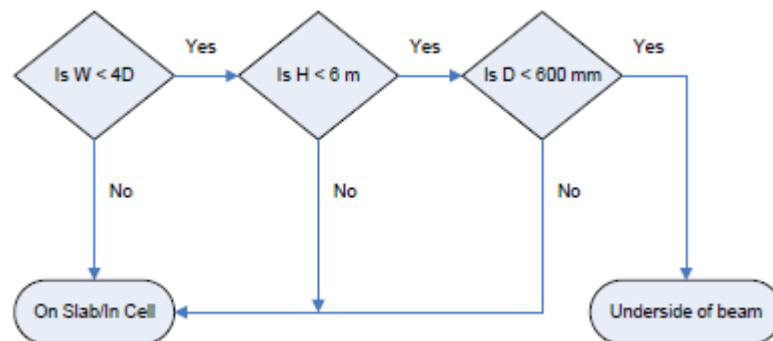 Yes
Yes
Yes
Is W < 4D
Is H < 6 m
Is D < 600 mm
No
No
No
On Slab/In Cell
Underside of beam